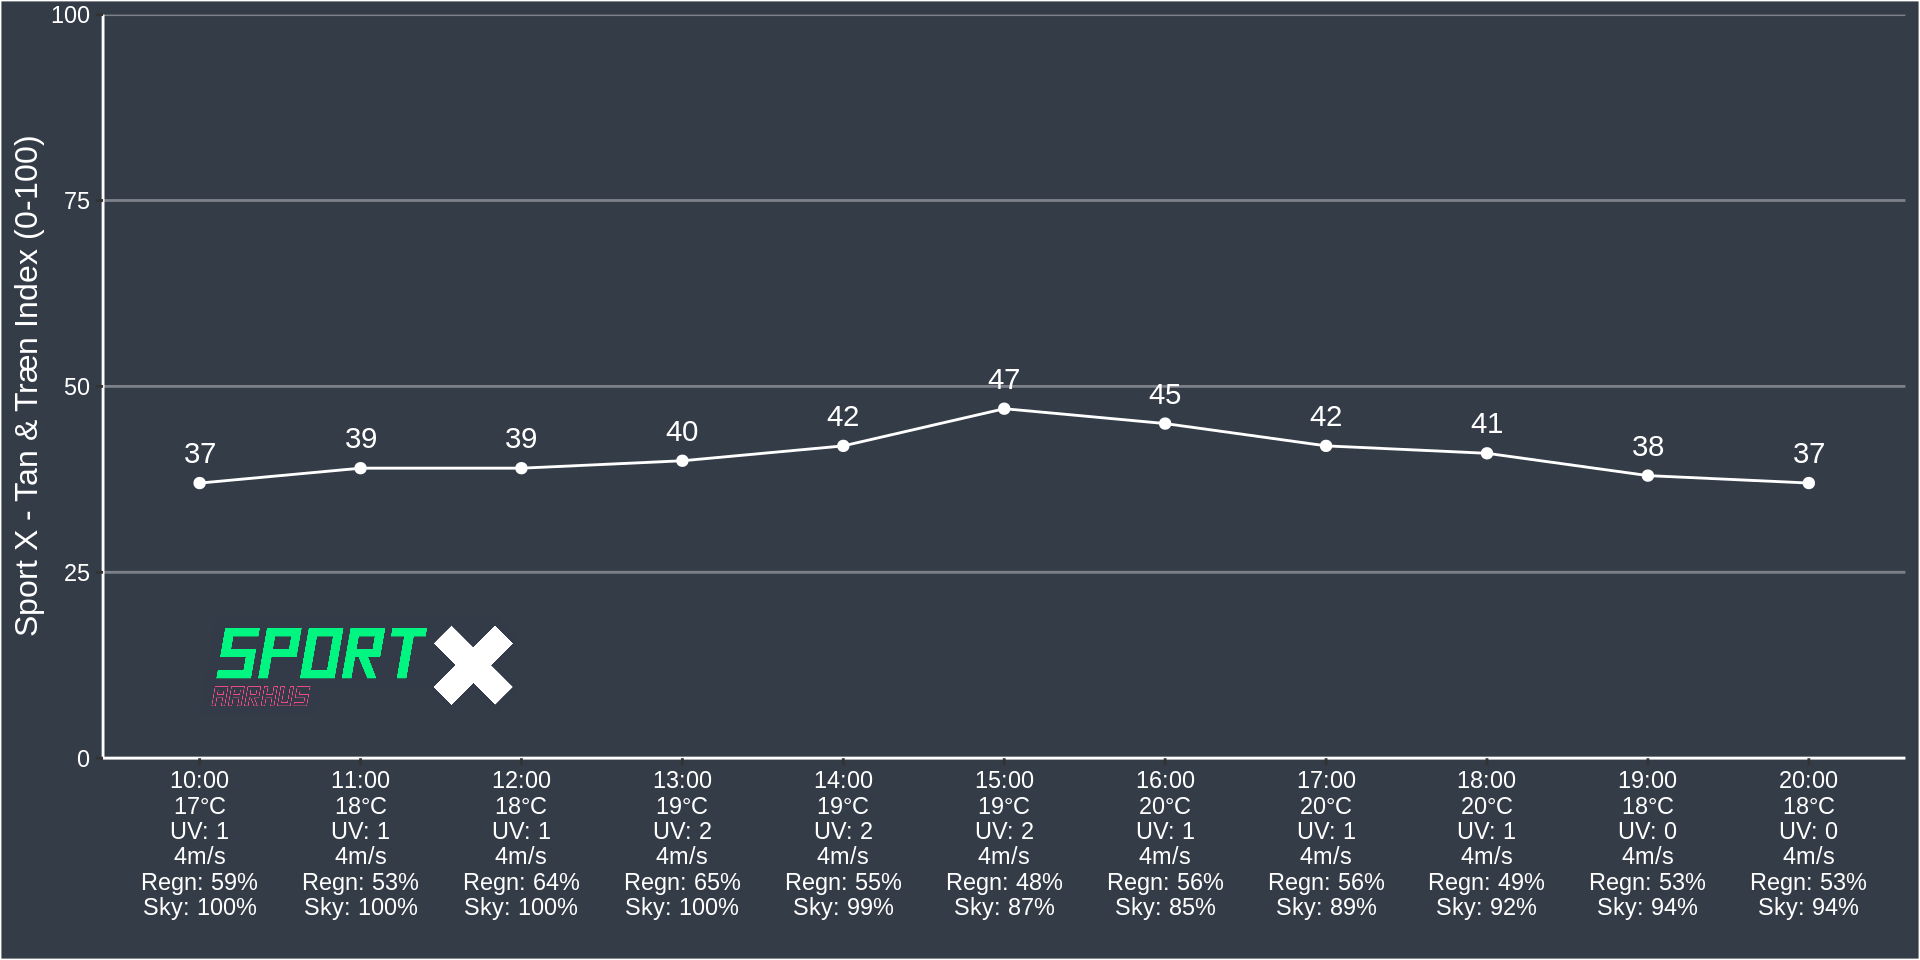 Sport X - Tan & Træn Index (0-100)
100
75
50
25
0
37
39
39
40
42
47
45
42
41
38
37
SPORT X
AARHUS
10:00 11:00 12:00 13:00 14:00 15:00 16:00 17:00 18:00 19:00 20:00
17°C 18°C 18°C 19°C 19°C 19°C 20°C 20°C 20°C 18°C 18°C
UV: 1 UV: 1 UV: 1 UV: 2 UV: 2 UV: 2 UV: 1 UV: 1 UV: 1 UV: 0 UV: 0
4m/s 4m/s 4m/s 4m/s 4m/s 4m/s 4m/s 4m/s 4m/s 4m/s 4m/s
Regn: 59% Regn: 53% Regn: 64% Regn: 65% Regn: 55% Regn: 48% Regn: 56% Regn: 56% Regn: 49% Regn: 53% Regn: 53%
Sky: 100% Sky: 100% Sky: 100% Sky: 100% Sky: 99% Sky: 87% Sky: 85% Sky: 89% Sky: 92% Sky: 94% Sky: 94%